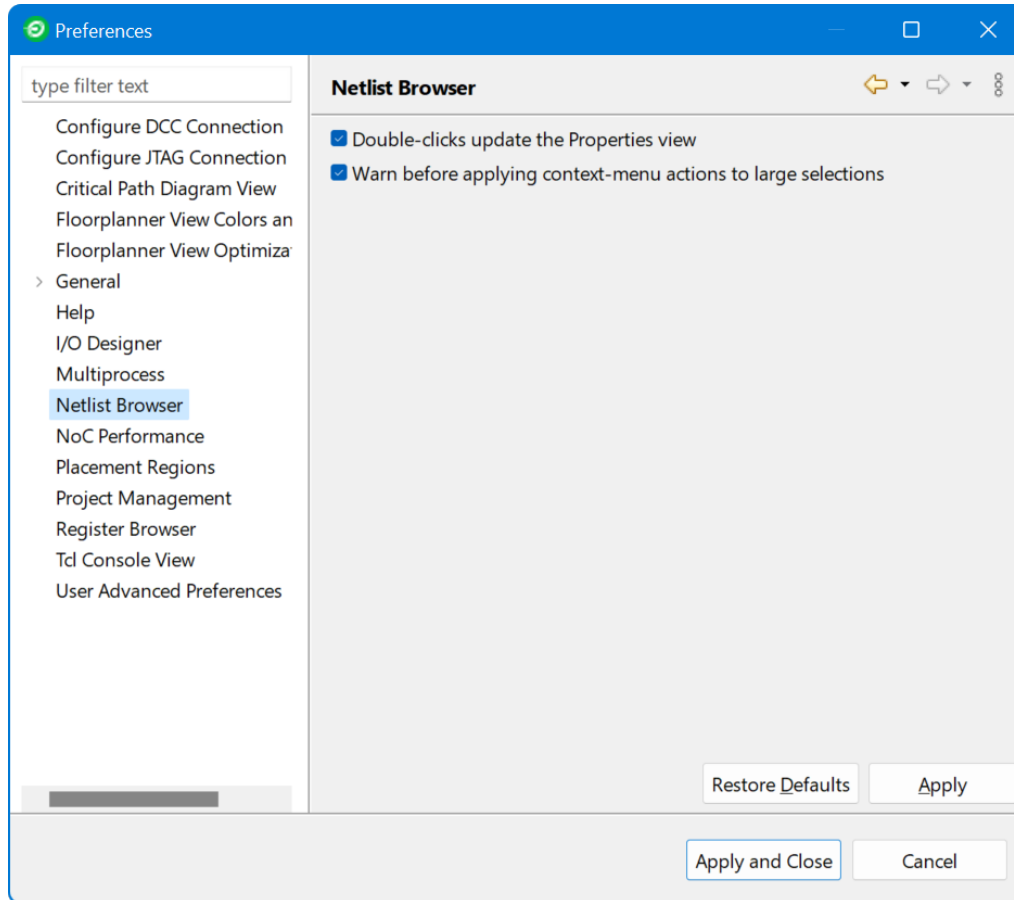 Preferences
type filter text
Netlist Browser
Configure DCC Connection
Configure JTAG Connection
Critical Path Diagram View
Floorplanner View Colors an
Floorplanner View Optimiza
General
Help
I/O Designer
Multiprocess
Netlist Browser
NoC Performance
Placement Regions
Project Management
Register Browser
Tcl Console View
User Advanced Preferences
Double-clicks update the Properties view
Warn before applying context-menu actions to large selections
Restore Defaults
Apply
Apply and Close
Cancel